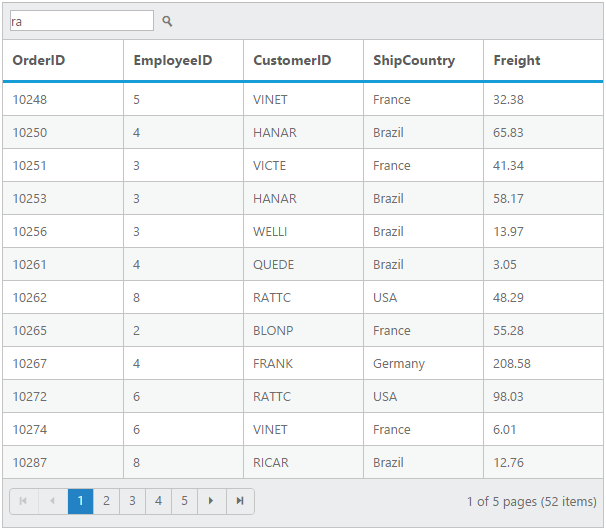 ra
OrderID EmployeeID CustomerID ShipCountry Freight
10248 5 VINET France 32.38
10250 4 HANAR Brazil 65.83
10251 3 VICTE France 41.34
10253 3 HANAR Brazil 58.17
10256 3 WELLI Brazil 13.97
10261 4 QUEDE Brazil 3.05
10262 8 RATTC USA 48.29
10265 2 BLONP France 55.28
10267 4 FRANK Germany 208.58
10272 6 RATTC USA 98.03
10274 6 VINET France 6.01
10287 8 RICAR Brazil 12.76
1 2 3 4 5 1 of 5 pages (52 items)